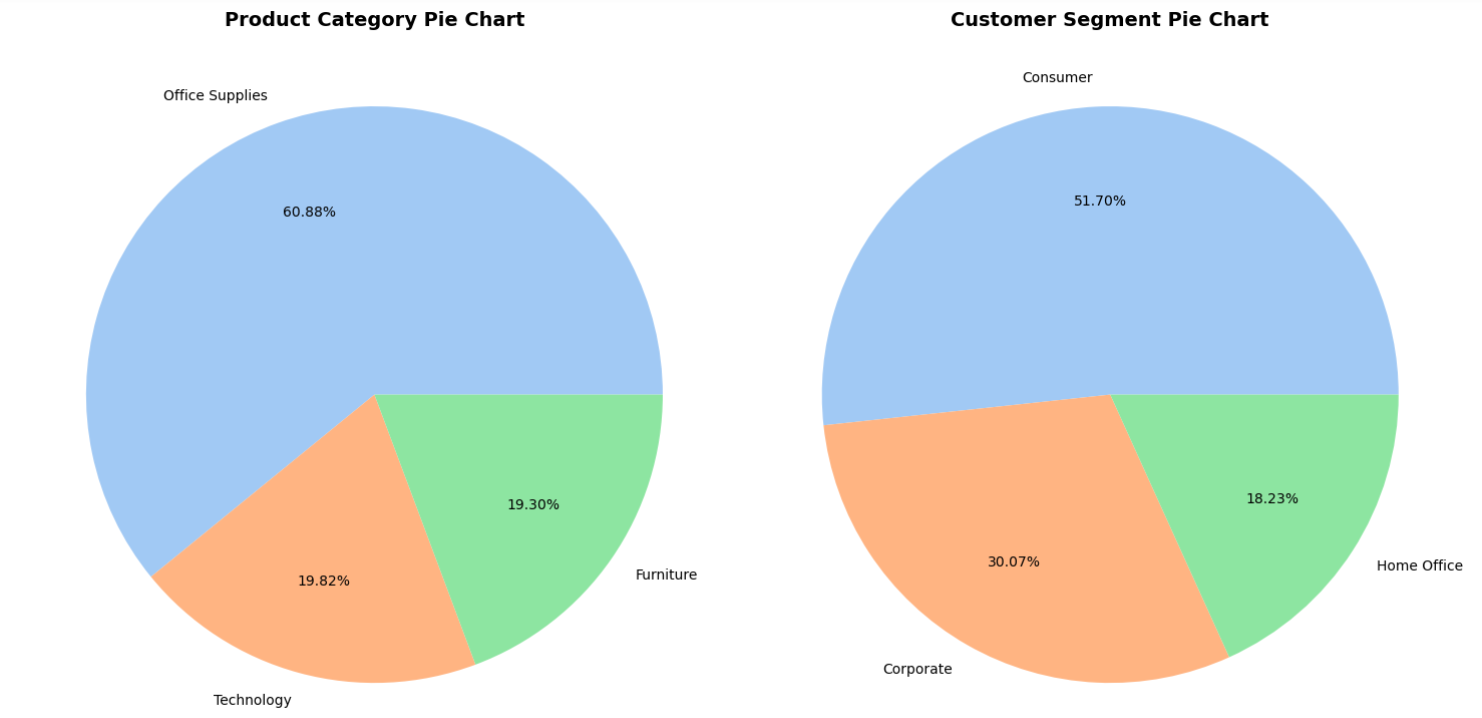 Product Category Pie Chart
Office Supplies
60.88%
19.30%
19.82%
Furniture
Technology
Customer Segment Pie Chart
Consumer
51.70%
18.23%
30.07%
Home Office
Corporate